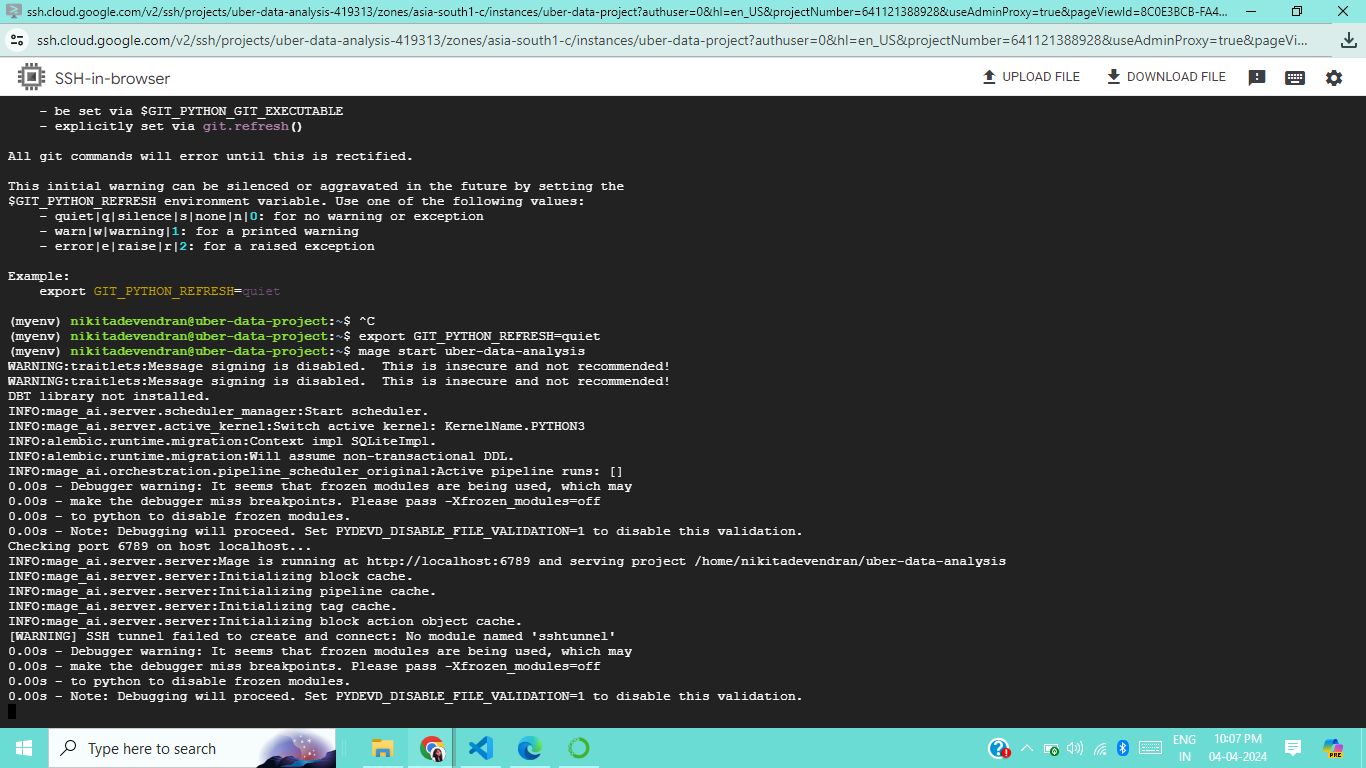 ssh.cloud.google.com/v2/ssh/projects/uber-data-analysis-419313/zones/asia-south1-c/instances/uber-data-project?authuser=0&hl=en_US&projectNumber=641121388928&useAdminProxy=true&pageViewId=8C0E3BCB-FA4...
ssh.cloud.google.com/v2/ssh/projects/uber-data-analysis-419313/zones/asia-south1-c/instances/uber-data-project?authuser=0&hl=en_US&projectNumber=641121388928&useAdminProxy=true&pageVi...
SSH-in-browser
UPLOAD FILE
DOWNLOAD FILE
- be set via $GIT_PYTHON_GIT_EXECUTABLE
- explicitly set via git.refresh()
All git commands will error until this is rectified.
This initial warning can be silenced or aggravated in the future by setting the
$GIT_PYTHON_REFRESH environment variable. Use one of the following values:
- quiet|q|silence|s|none|n|0: for no warning or exception
- warn|w|warning|1: for a printed warning
- error|e|raise|r|2: for a raised exception
Example:
export GIT_PYTHON_REFRESH=quiet
(myenv) nikitadevendran@uber-data-project:~$ ^C
(myenv) nikitadevendran@uber-data-project:~$ export GIT_PYTHON_REFRESH=quiet
(myenv) nikitadevendran@uber-data-project:~$ mage start uber-data-analysis
WARNING:traitlets:Message signing is disabled.  This is insecure and not recommended!
WARNING:traitlets:Message signing is disabled.  This is insecure and not recommended!
DBT library not installed.
INFO:mage_ai.server.scheduler_manager:Start scheduler.
INFO:mage_ai.server.active_kernel:Switch active kernel: KernelName.PYTHON3
INFO:alembic.runtime.migration:Context impl SQLiteImpl.
INFO:alembic.runtime.migration:Will assume non-transactional DDL.
INFO:mage_ai.orchestration.pipeline_scheduler_original:Active pipeline runs: []
0.00s - Debugger warning: It seems that frozen modules are being used, which may
0.00s - make the debugger miss breakpoints. Please pass -Xfrozen_modules=off
0.00s - to python to disable frozen modules.
0.00s - Note: Debugging will proceed. Set PYDEVD_DISABLE_FILE_VALIDATION=1 to disable this validation.
Checking port 6789 on host localhost...
INFO:mage_ai.server.server:Mage is running at http://localhost:6789 and serving project /home/nikitadevendran/uber-data-analysis
INFO:mage_ai.server.server:Initializing block cache.
INFO:mage_ai.server.server:Initializing pipeline cache.
INFO:mage_ai.server.server:Initializing tag cache.
INFO:mage_ai.server.server:Initializing block action object cache.
[WARNING] SSH tunnel failed to create and connect: No module named 'sshtunnel'
0.00s - Debugger warning: It seems that frozen modules are being used, which may
0.00s - make the debugger miss breakpoints. Please pass -Xfrozen_modules=off
0.00s - to python to disable frozen modules.
0.00s - Note: Debugging will proceed. Set PYDEVD_DISABLE_FILE_VALIDATION=1 to disable this validation.
Type here to search
ENG
IN
10:07 PM
04-04-2024
PRE